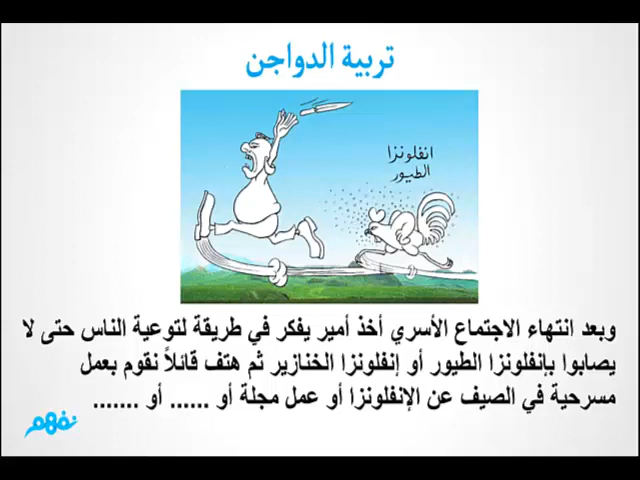 تربية الدواجن
انفلونزا
الطيور
وبعد انتهاء الاجتماع الأسري أخذ أمير يفكر في طريقة لتوعية الناس حتى لا
يصابوا بإنفلونزا الطيور أو إنفلونزا الخنازير ثم هتف قائلاً نقوم بعمل
مسرحية في الصيف عن الإنفلونزا أو عمل مجلة أو ...... أو .......
نفهم